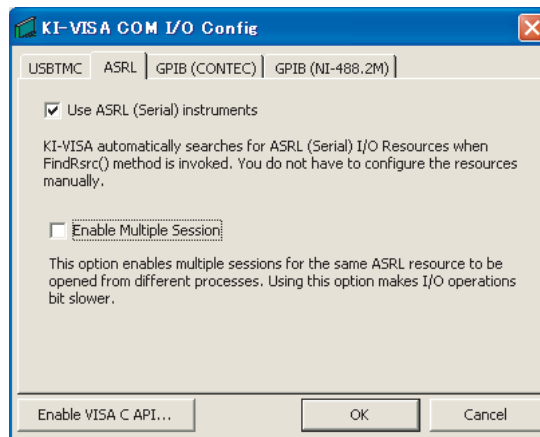 KI-VISA COM I/O Config
USBTMC ASRL GPIB (CONTEC) GPIB (NI-488.2M)
Use ASRL (Serial) instruments
KI-VISA automatically searches for ASRL (Serial) I/O Resources when
FindRsrc() method is invoked. You do not have to configure the resources
manually.
Enable Multiple Session
This option enables multiple sessions for the same ASRL resource to be
opened from different processes. Using this option makes I/O operations
bit slower.
Enable VISA C API... OK Cancel